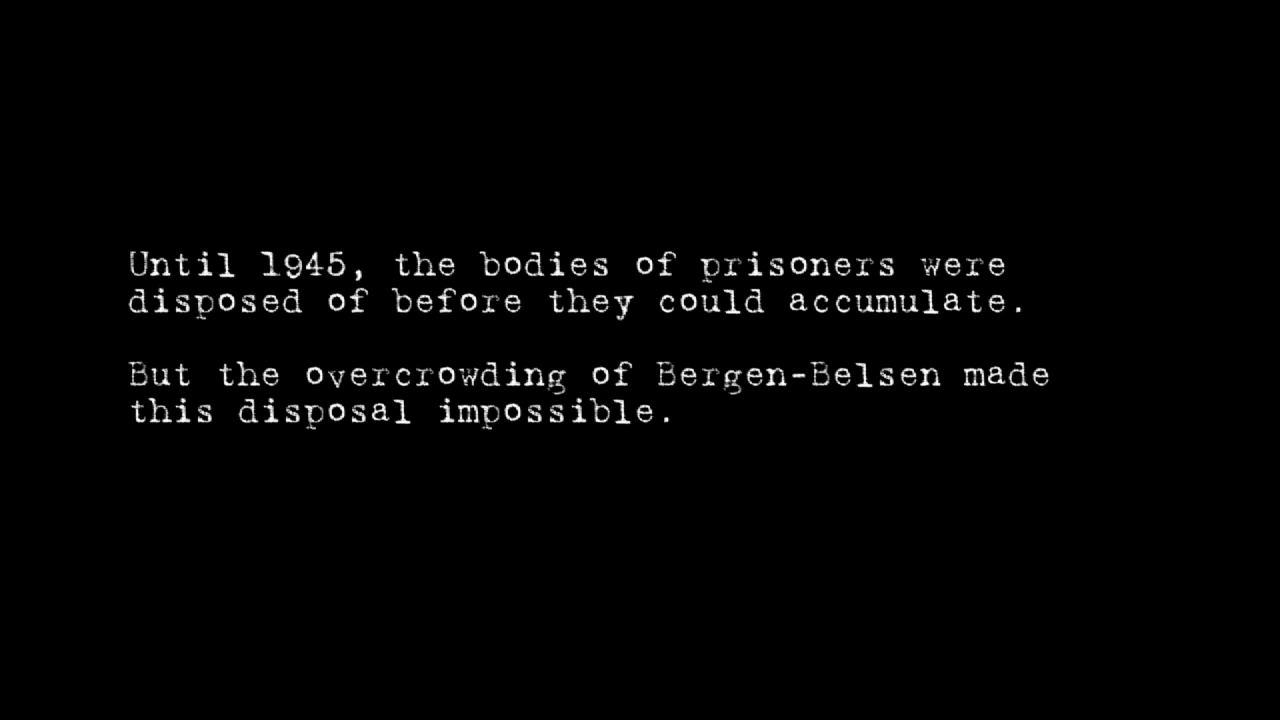 Until 1945, the bodies of prisoners were
disposed of before they could accumulate.
But the overcrowding of Bergen-Belsen made
this disposal impossible.